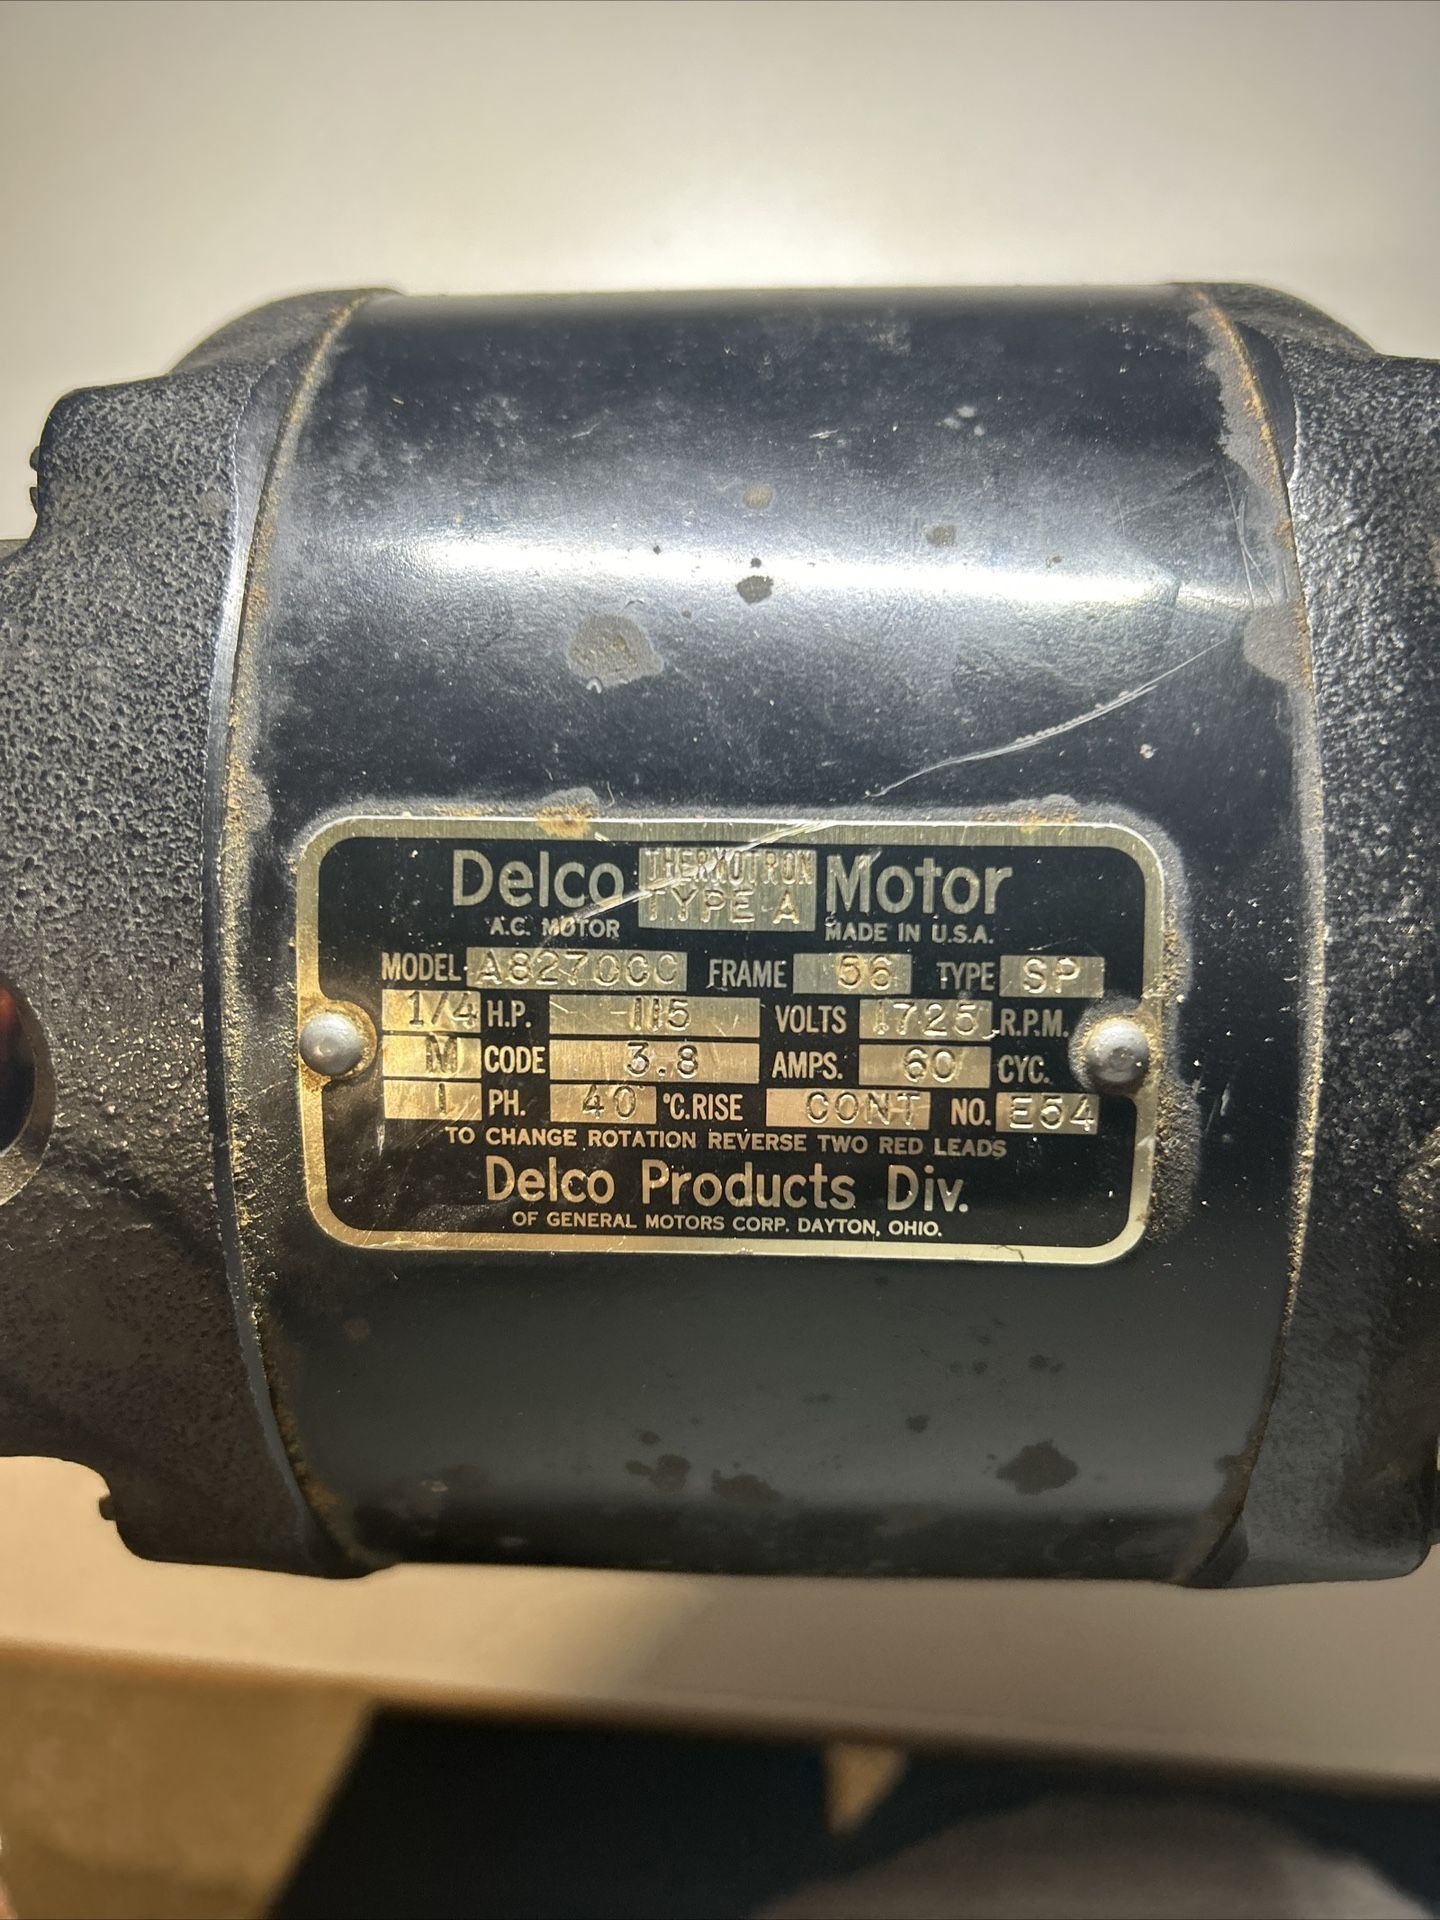 Delco THERMOTRON TYPE A Motor
A.C. MOTOR MADE IN U.S.A.
MODEL FRAME 56 TYPE SP
1/4 H.P. 115 VOLTS 1725 R.P.M.
M CODE 3.8 AMPS. 60 CYC.
1 PH. 40 °C.RISE CONT NO. E54
TO CHANGE ROTATION REVERSE TWO RED LEADS
Delco Products Div.
OF GENERAL MOTORS CORP. DAYTON, OHIO.